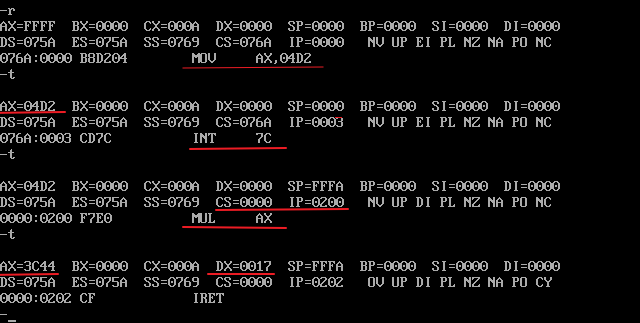 -r
AX=FFFF  BX=0000  CX=000A  DX=0000  SP=0000  BP=0000  SI=0000  DI=0000
DS=075A  ES=075A  SS=0769  CS=076A  IP=0000   NV UP EI PL NZ NA PO NC
076A:0000 B8D204        MOV     AX,04D2
-t
AX=04D2  BX=0000  CX=000A  DX=0000  SP=0000  BP=0000  SI=0000  DI=0000
DS=075A  ES=075A  SS=0769  CS=076A  IP=0003   NV UP EI PL NZ NA PO NC
076A:0003 CD7C          INT     7C
-t
AX=04D2  BX=0000  CX=000A  DX=0000  SP=FFFA  BP=0000  SI=0000  DI=0000
DS=075A  ES=075A  SS=0769  CS=0000  IP=0200   NV UP DI PL NZ NA PO NC
0000:0200 F7E0          MUL     AX
-t
AX=3C44  BX=0000  CX=000A  DX=0017  SP=FFFA  BP=0000  SI=0000  DI=0000
DS=075A  ES=075A  SS=0769  CS=0000  IP=0202   OV UP DI PL NZ NA PO CY
0000:0202 CF            IRET
-_